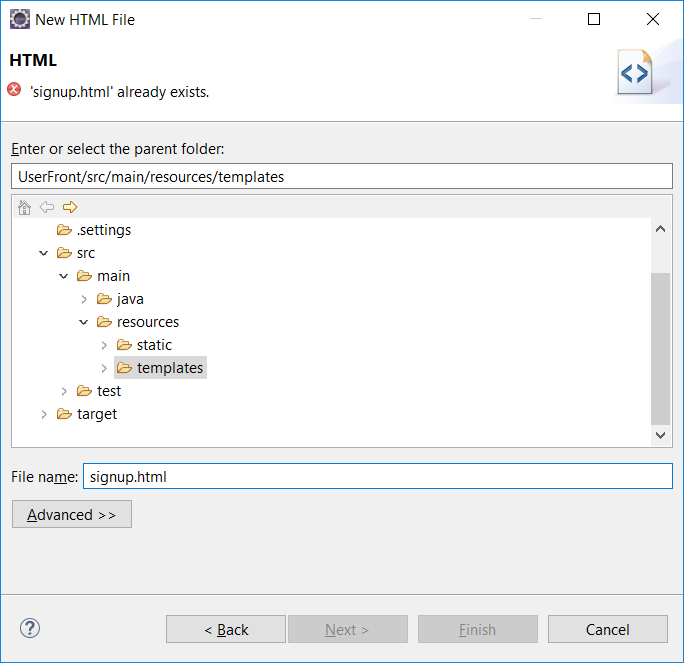 New HTML File
HTML
'signup.html' already exists.
Enter or select the parent folder:
UserFront/src/main/resources/templates
.settings
src
main
java
resources
static
templates
test
target
File name: signup.html
Advanced >>
? < Back Next > Finish Cancel